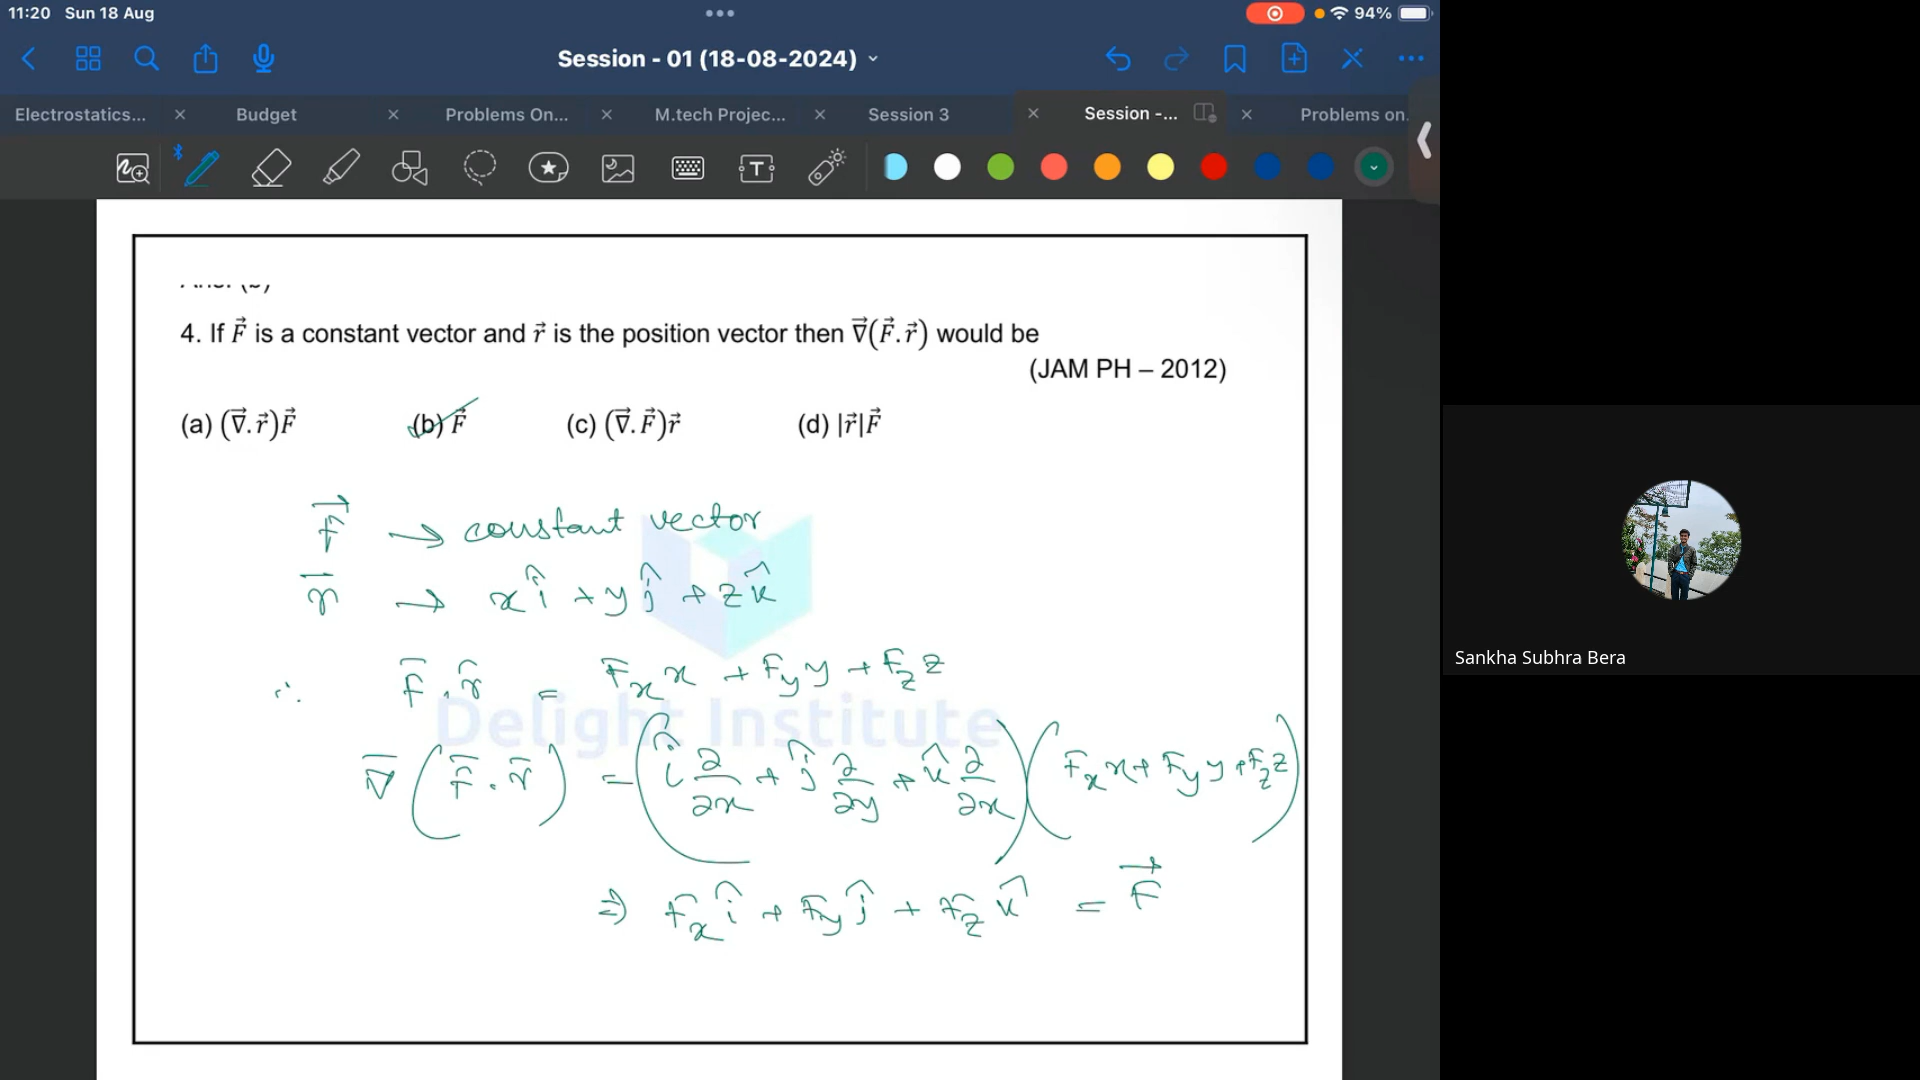 11:20 Sun 18 Aug
94%
Session - 01 (18-08-2024)
Electrostatics... Budget Problems On... M.tech Projec... Session 3 Session -... Problems on.
4. If F⃗ is a constant vector and r⃗ is the position vector then ∇⃗(F⃗.r⃗) would be
(JAM PH – 2012)
(a) (∇⃗.r⃗)F⃗ (b) F⃗ (c) (∇⃗.F⃗)r⃗ (d) |r⃗|F⃗
F⃗ → constant vector
r⃗ → xî + yĵ + zk̂
∴ F̅.r̂ = Fₓx + F_y y + F_z z
∇̅(F̅.r̅) = (î ∂/∂x + ĵ ∂/∂y + k̂ ∂/∂x)(Fₓx + F_y y + F_z z)
⇒ Fₓî + F_yĵ + F_zk̂ = F⃗
Delight Institute
Sankha Subhra Bera